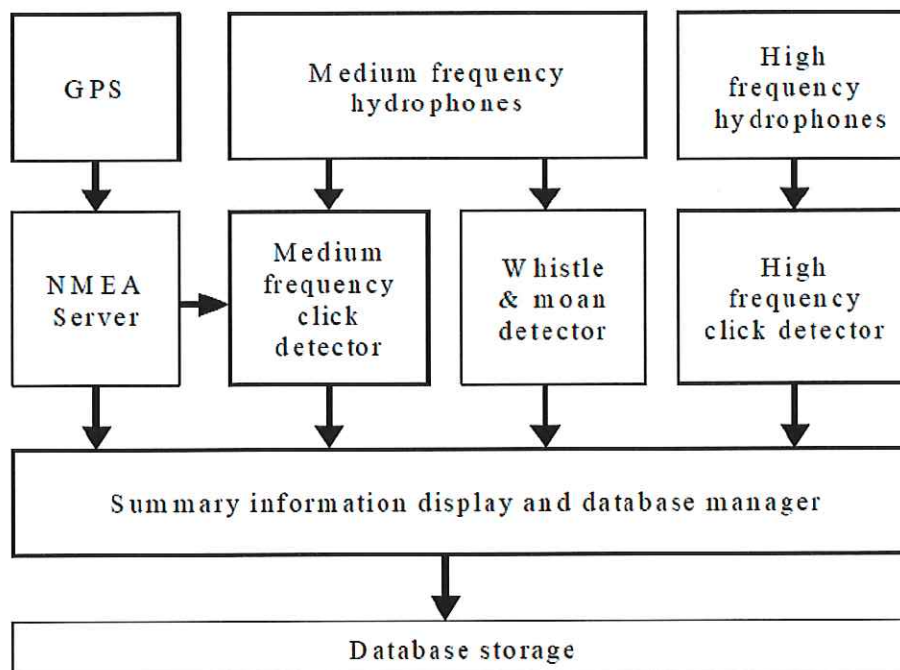 GPS
Medium frequency
hydrophones
High
frequency
hydrophones
NMEA
Server
Medium
frequency
click
detector
Whistle
& moan
detector
High
frequency
click detector
Summary information display and database manager
Database storage